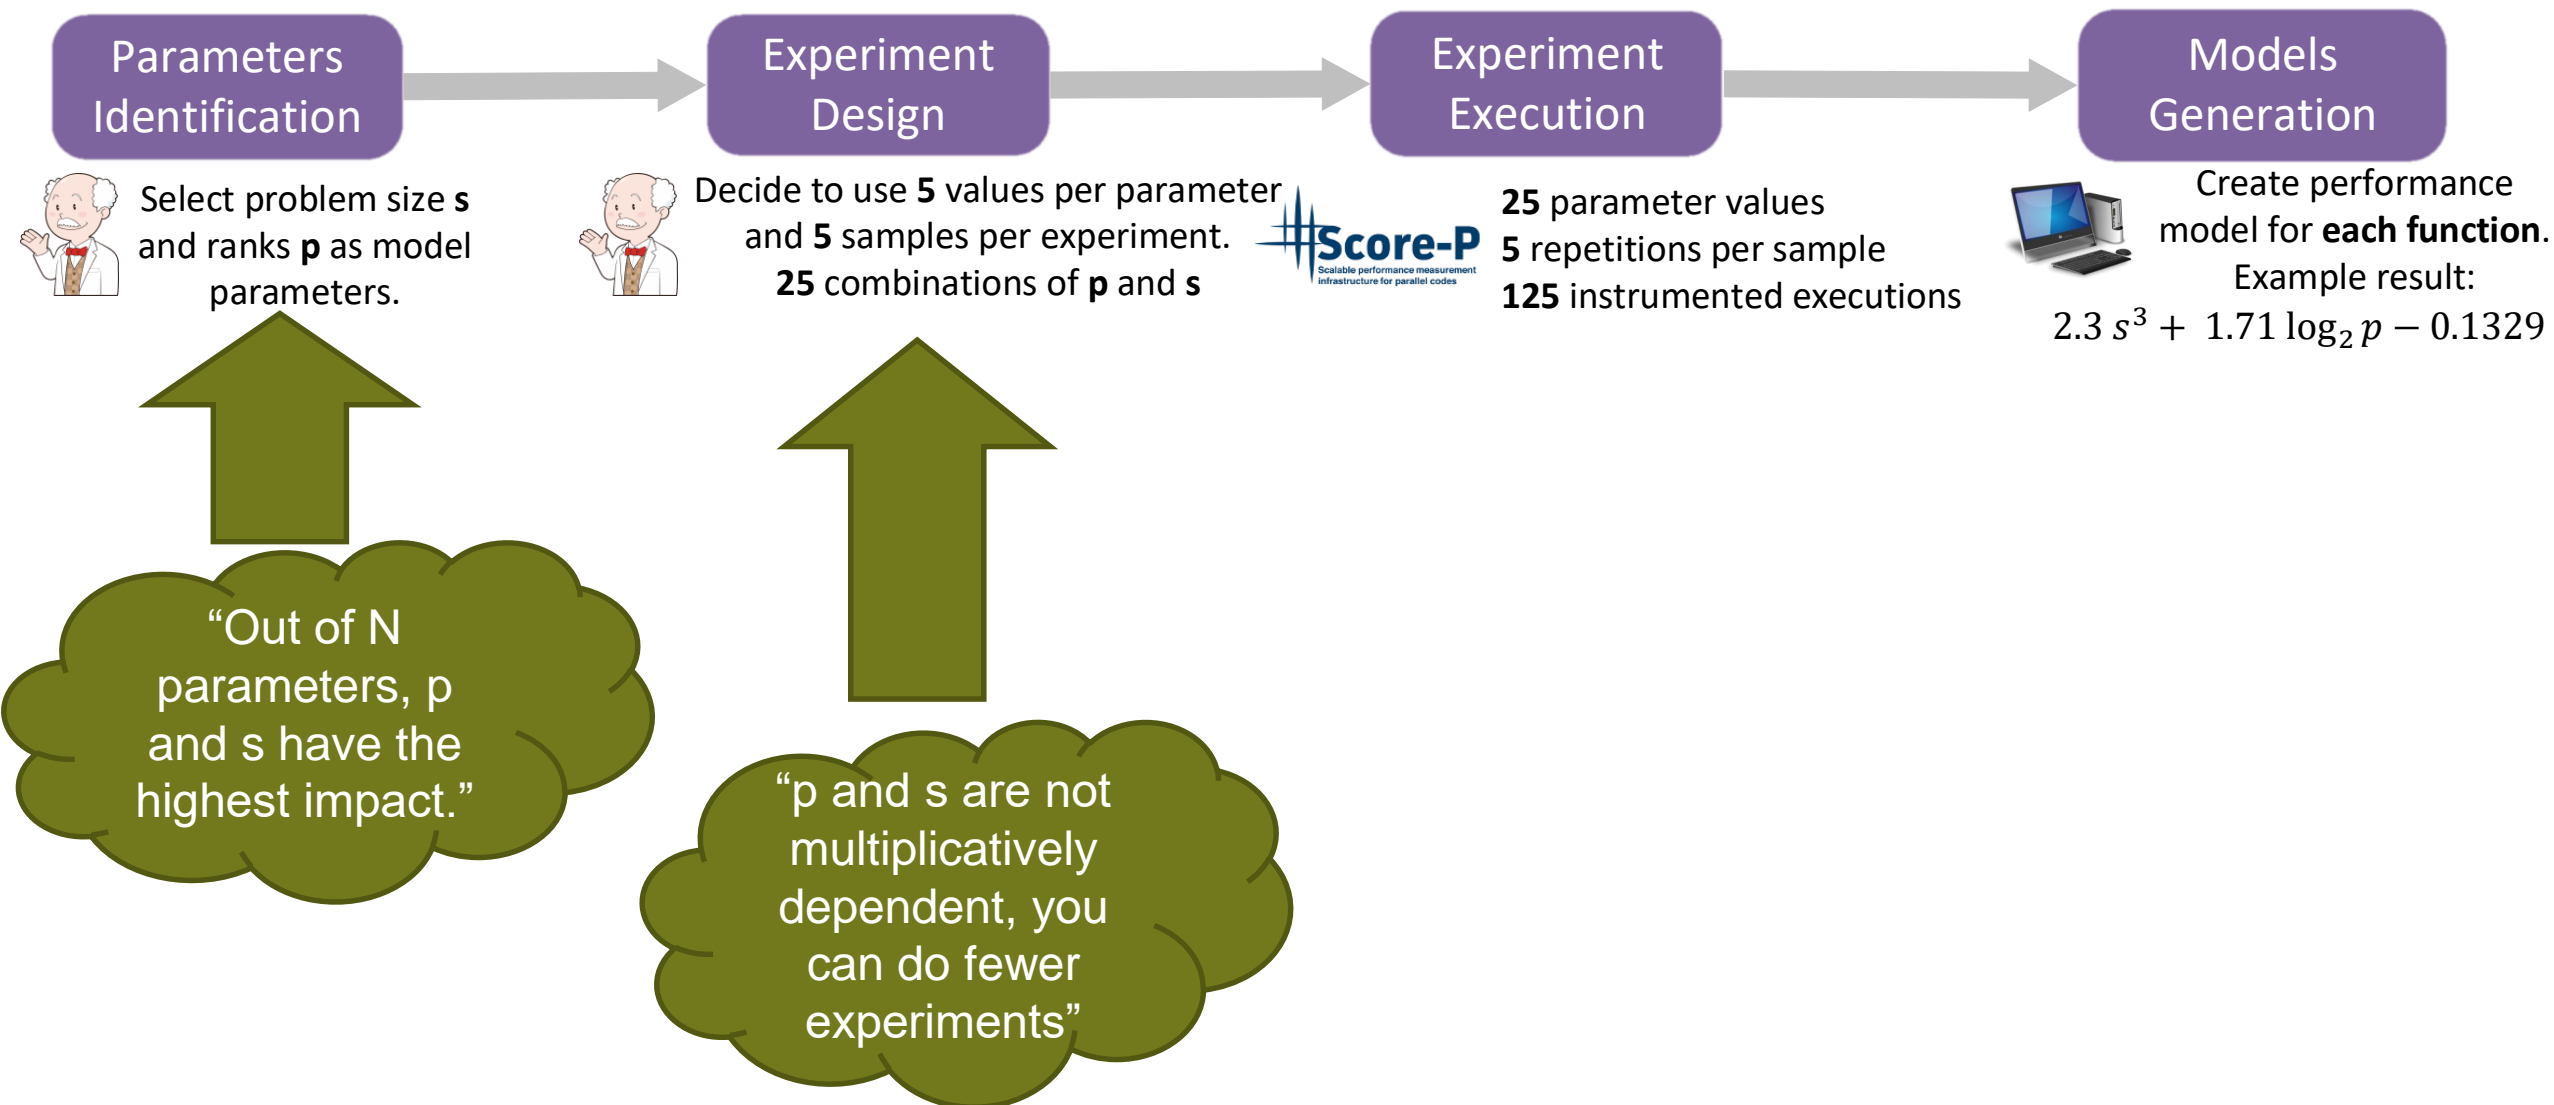 Parameters
Identification
Experiment
Design
Experiment
Execution
Models
Generation
Select problem size s
and ranks p as model
parameters.
Decide to use 5 values per parameter
and 5 samples per experiment.
25 combinations of p and s
Score-P
Scalable performance measurement
infrastructure for parallel codes
25 parameter values
5 repetitions per sample
125 instrumented executions
Create performance
model for each function.
Example result:
2.3 s³ + 1.71 log₂ p − 0.1329
“Out of N
parameters, p
and s have the
highest impact.”
“p and s are not
multiplicatively
dependent, you
can do fewer
experiments”